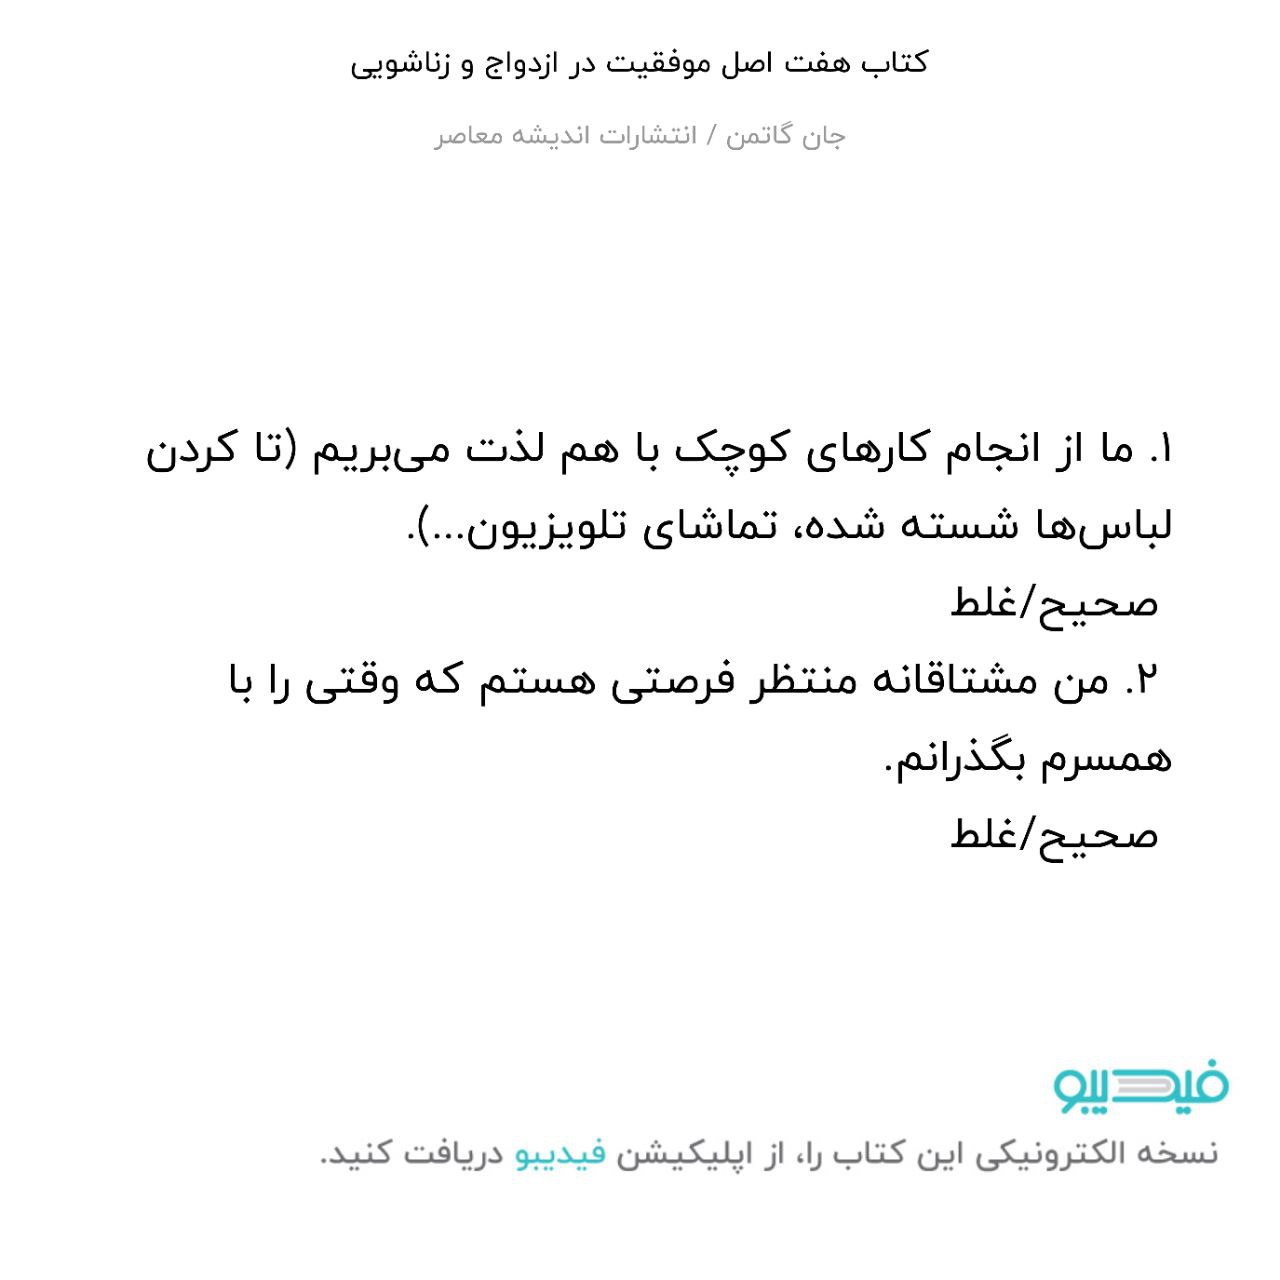 کتاب هفت اصل موفقیت در ازدواج و زناشویی
جان گاتمن / انتشارات اندیشه معاصر
۱. ما از انجام کارهای کوچک با هم لذت می‌بریم (تا کردن
لباس‌ها شسته شده، تماشای تلویزیون...).
صحیح/غلط
۲. من مشتاقانه منتظر فرصتی هستم که وقتی را با
همسرم بگذرانم.
صحیح/غلط
فیدیبو
نسخه الکترونیکی این کتاب را، از اپلیکیشن فیدیبو دریافت کنید.